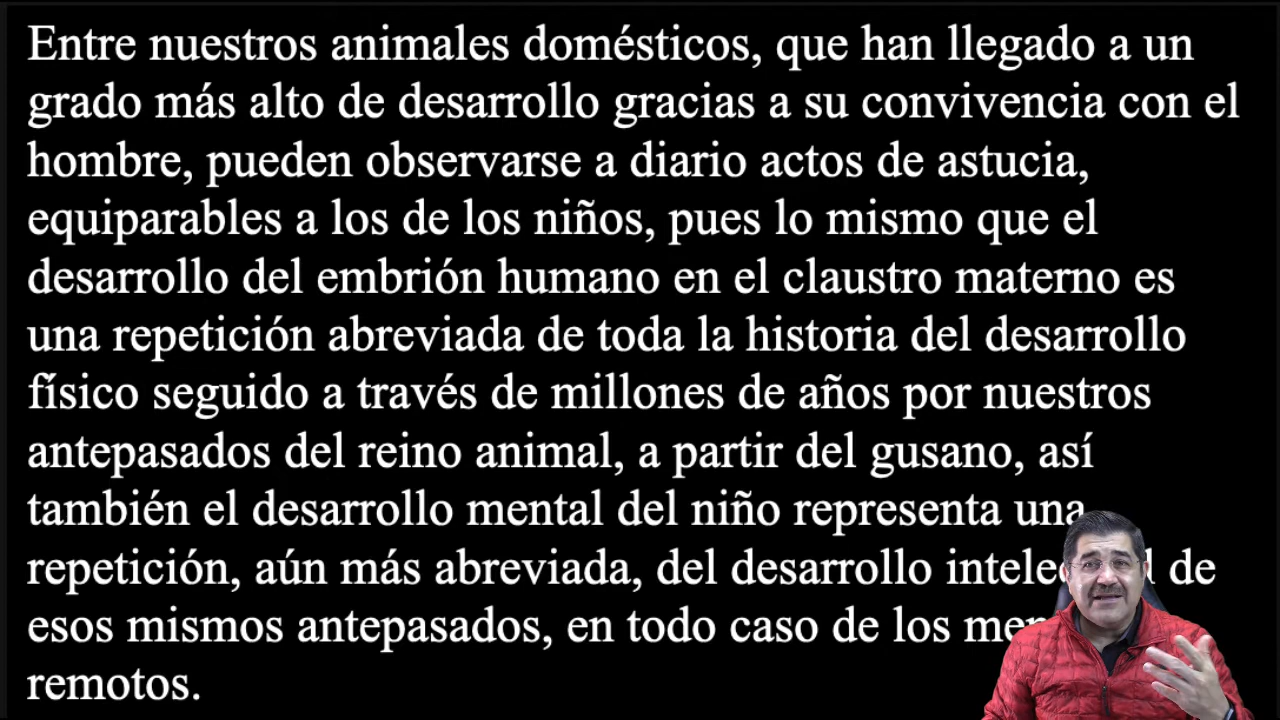 Entre nuestros animales domésticos, que han llegado a un
grado más alto de desarrollo gracias a su convivencia con el
hombre, pueden observarse a diario actos de astucia,
equiparables a los de los niños, pues lo mismo que el
desarrollo del embrión humano en el claustro materno es
una repetición abreviada de toda la historia del desarrollo
físico seguido a través de millones de años por nuestros
antepasados del reino animal, a partir del gusano, así
también el desarrollo mental del niño representa una
repetición, aún más abreviada, del desarrollo de
esos mismos antepasados, en todo caso de los
remotos.